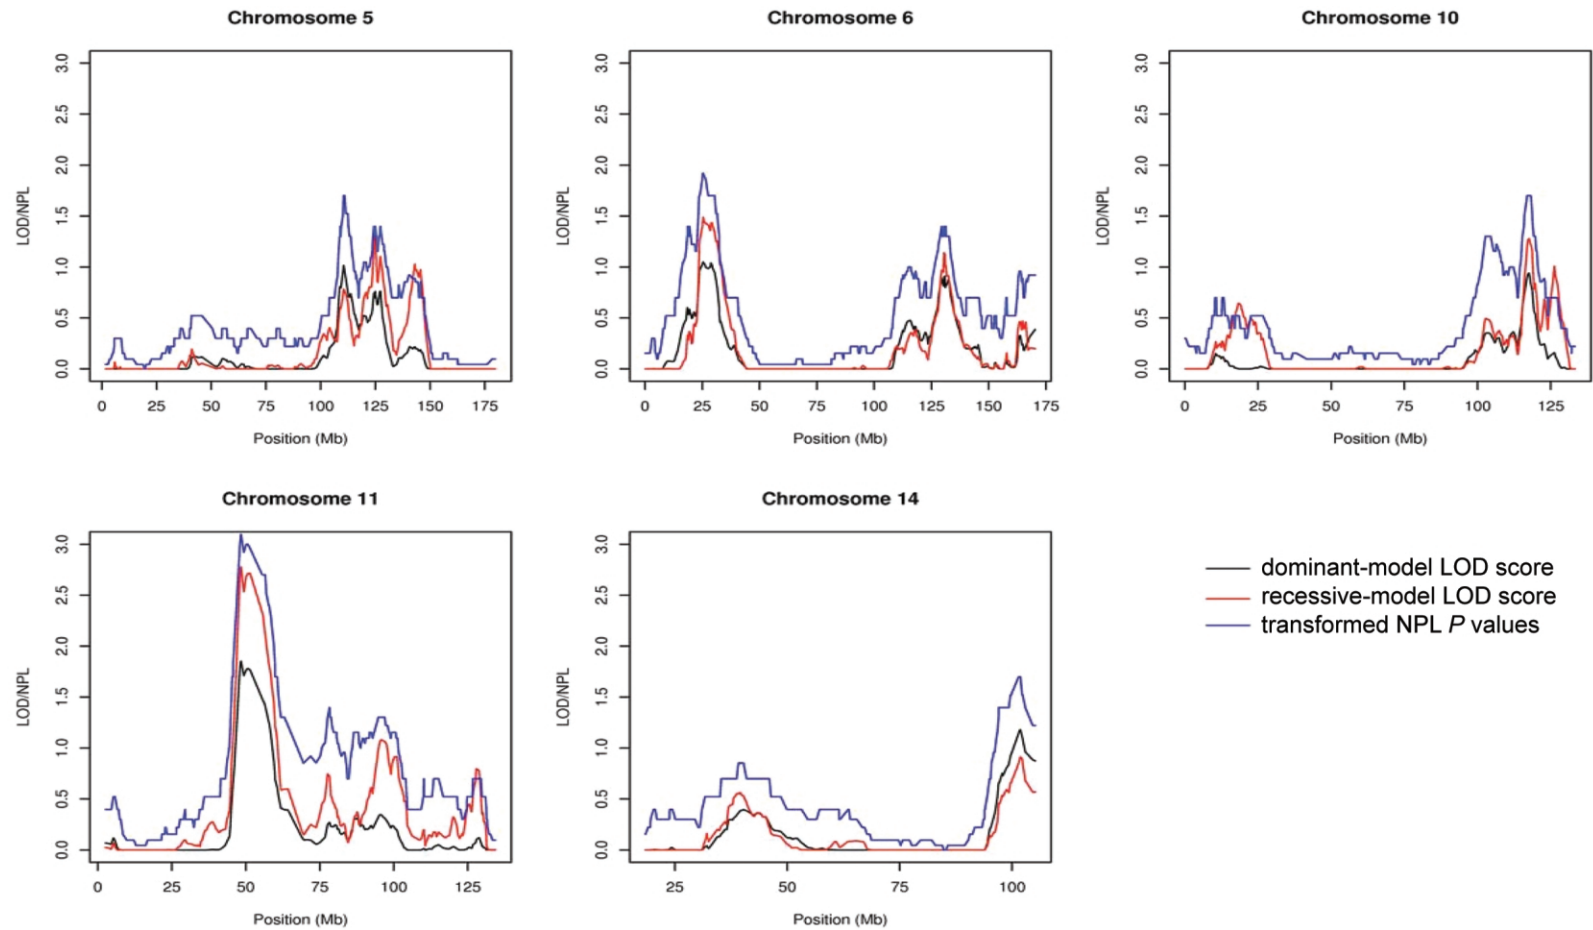 Chromosome 5
3.0
2.5
2.0
1.5
1.0
0.5
0.0
LOD/NPL
0 25 50 75 100 125 150 175
Position (Mb)
Chromosome 6
3.0
2.5
2.0
1.5
1.0
0.5
0.0
LOD/NPL
0 25 50 75 100 125 150 175
Position (Mb)
Chromosome 10
3.0
2.5
2.0
1.5
1.0
0.5
0.0
LOD/NPL
0 25 50 75 100 125
Position (Mb)
Chromosome 11
3.0
2.5
2.0
1.5
1.0
0.5
0.0
LOD/NPL
0 25 50 75 100 125
Position (Mb)
Chromosome 14
3.0
2.5
2.0
1.5
1.0
0.5
0.0
LOD/NPL
25 50 75 100
Position (Mb)
dominant-model LOD score
recessive-model LOD score
transformed NPL P values